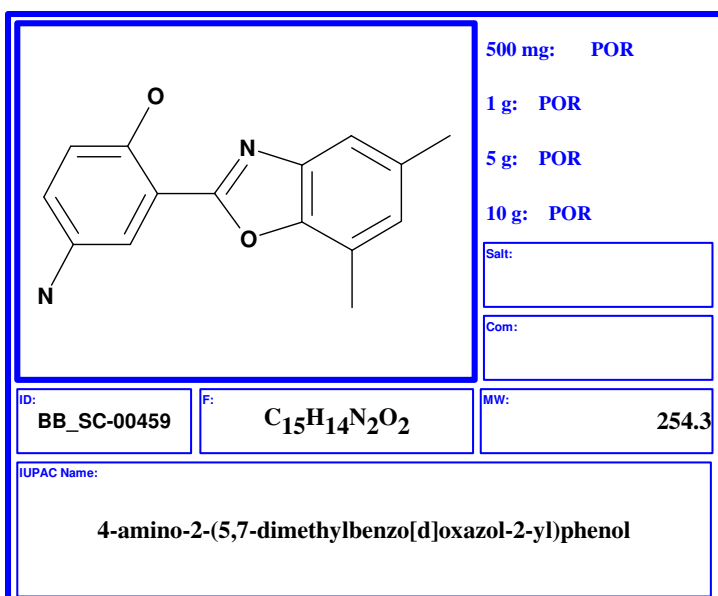 O
N
O
N
500 mg: POR
1 g: POR
5 g: POR
10 g: POR
Salt:
Com:
ID:
BB_SC-00459
F:
C15H14N2O2
MW:
254.3
IUPAC Name:
4-amino-2-(5,7-dimethylbenzo[d]oxazol-2-yl)phenol